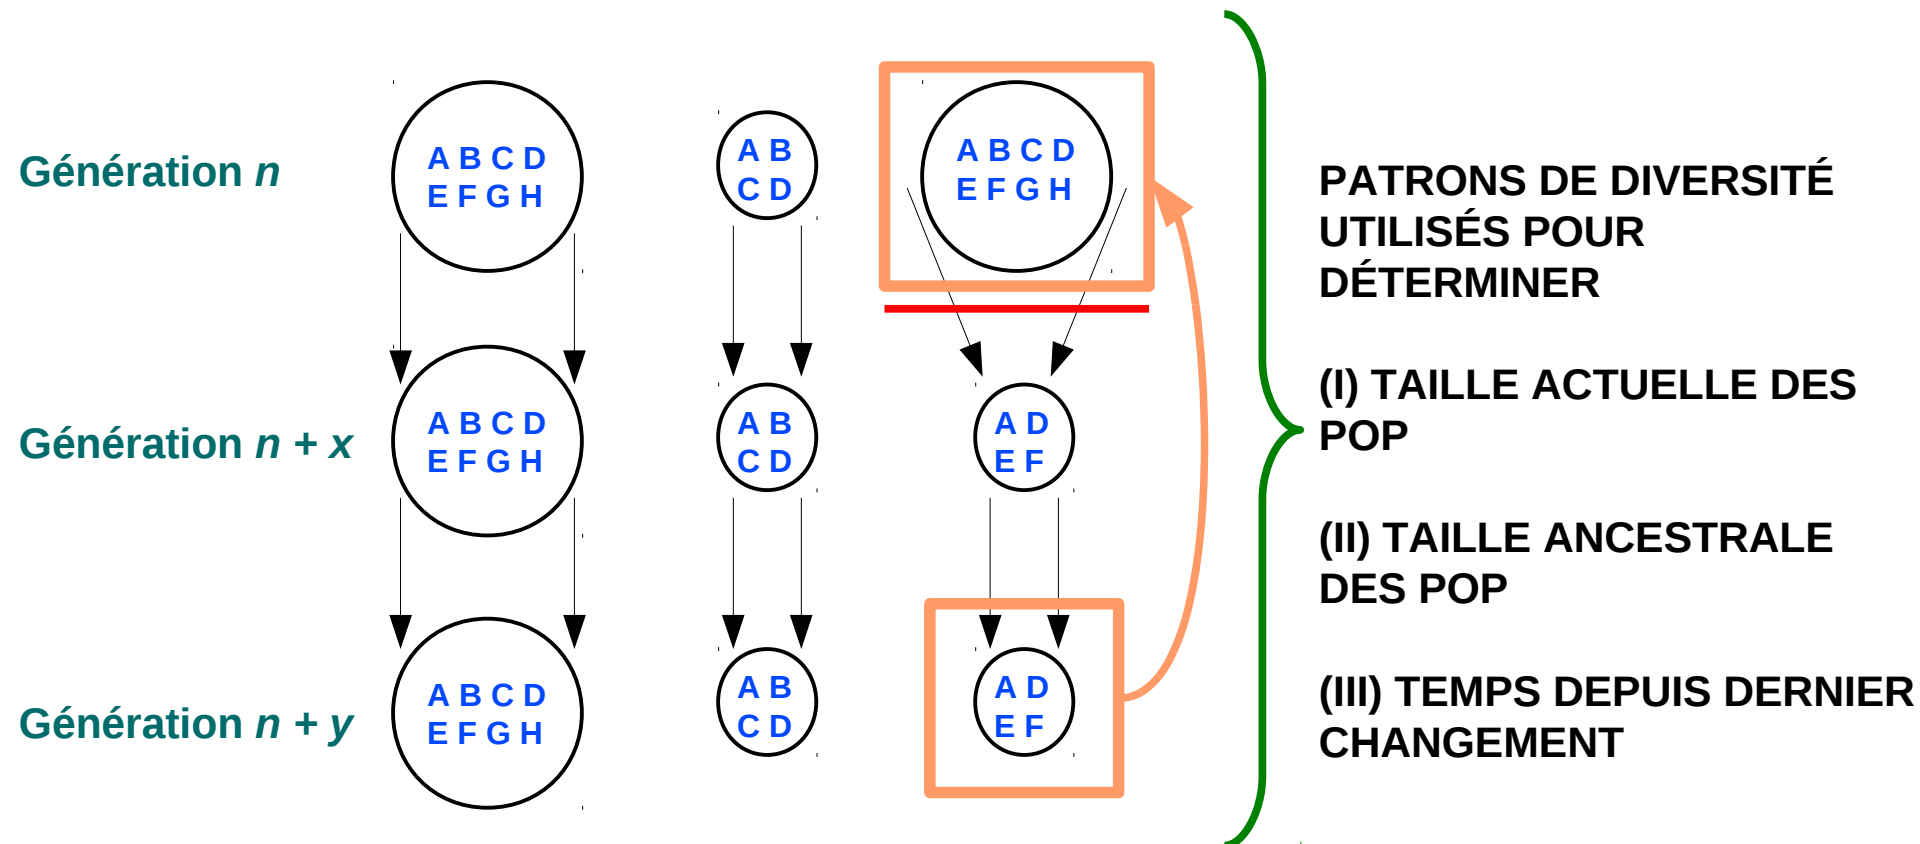 Génération n
A B C D
E F G H
A B
C D
A B C D
E F G H
Génération n + x
A B C D
E F G H
A B
C D
A D
E F
Génération n + y
A B C D
E F G H
A B
C D
A D
E F
PATRONS DE DIVERSITÉ
UTILISÉS POUR
DÉTERMINER
(I) TAILLE ACTUELLE DES
POP
(II) TAILLE ANCESTRALE
DES POP
(III) TEMPS DEPUIS DERNIER
CHANGEMENT